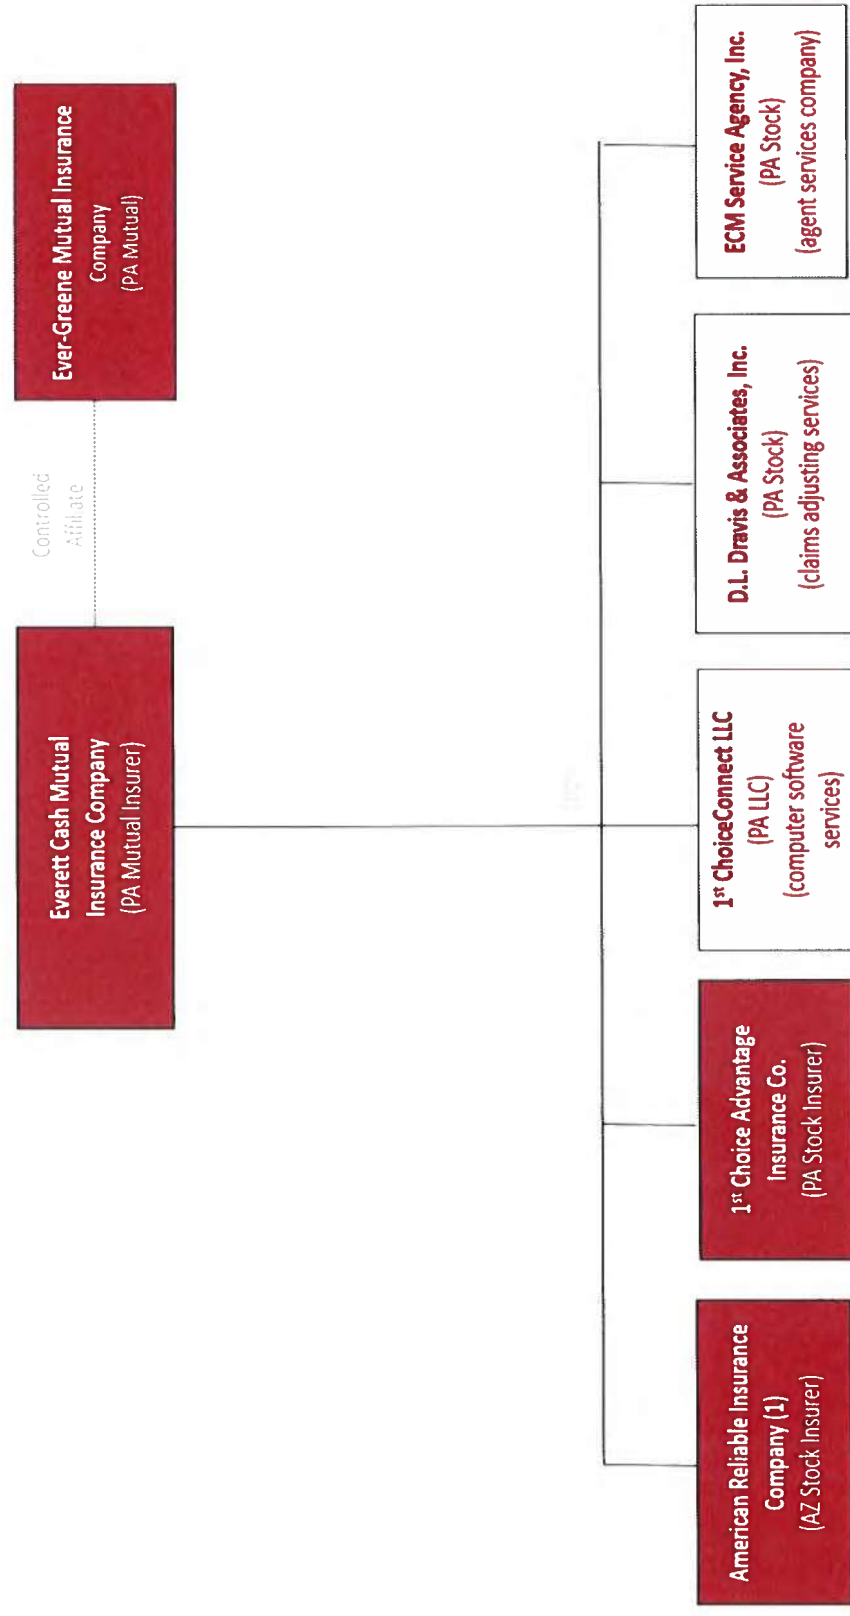 Everett Cash Mutual
Insurance Company
(PA Mutual Insurer)
Controlled
Affiliate
Ever-Greene Mutual Insurance
Company
(PA Mutual)
American Reliable Insurance
Company (1)
(AZ Stock Insurer)
1st Choice Advantage
Insurance Co.
(PA Stock Insurer)
1st ChoiceConnect LLC
(PA LLC)
(computer software
services)
D.L. Dravis & Associates, Inc.
(PA Stock)
(claims adjusting services)
ECM Service Agency, Inc.
(PA Stock)
(agent services company)